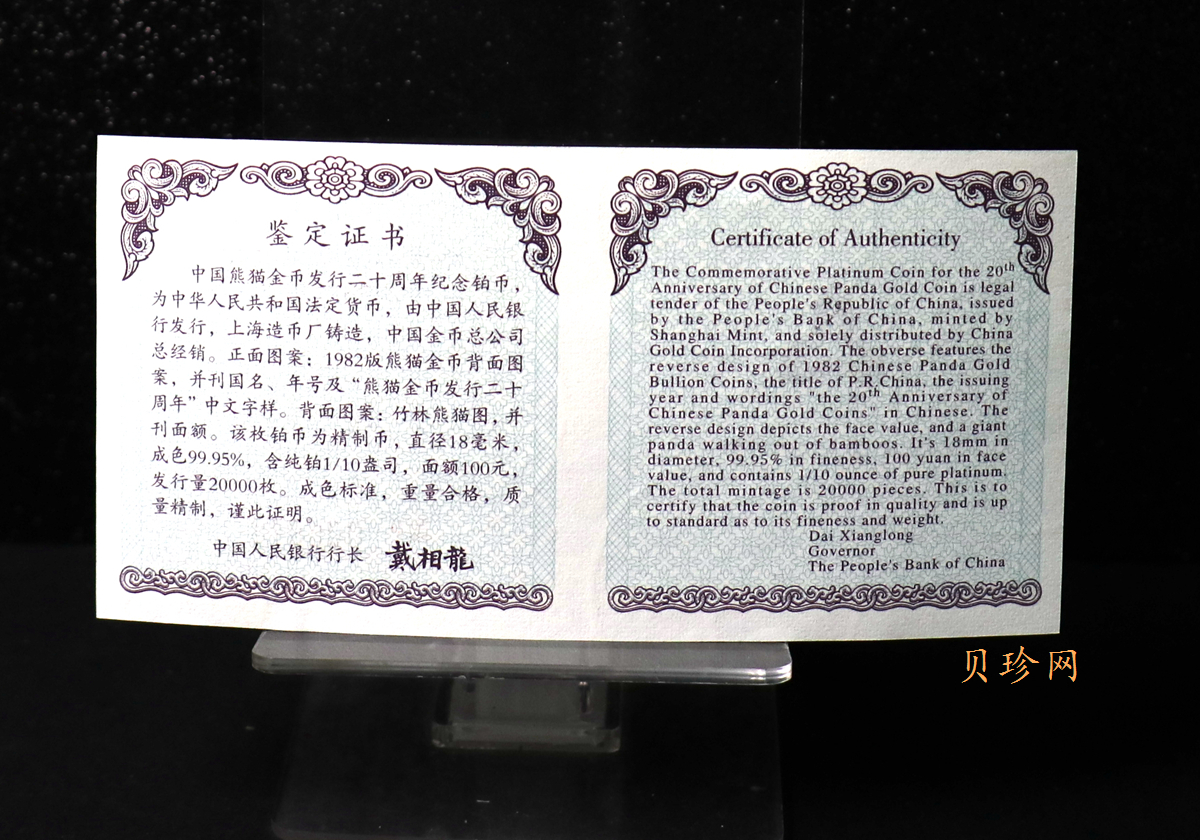 鉴定证书
中国熊猫金币发行二十周年纪念铂币，
为中华人民共和国法定货币，由中国人民银
行发行，上海造币厂铸造，中国金币总公司
总经销。正面图案：1982版熊猫金币背面图
案，并刊国名、年号及“熊猫金币发行二十
周年”中文字样。背面图案：竹林熊猫图，并
刊面额。该枚铂币为精制币，直径18毫米，
成色99.95%，含纯铂1/10盎司，面额100元，
发行量20000枚。成色标准，重量合格，质
量精制，谨此证明。
中国人民银行行长 戴相龍
Certificate of Authenticity
The Commemorative Platinum Coin for the 20th
Anniversary of Chinese Panda Gold Coin is legal
tender of the People's Republic of China, issued
by the People's Bank of China, minted by
Shanghai Mint, and solely distributed by China
Gold Coin Incorporation. The obverse features the
reverse design of 1982 Chinese Panda Gold
Bullion Coins, the title of P.R.China, the issuing
year and wordings "the 20th Anniversary of
Chinese Panda Gold Coins" in Chinese. The
reverse design depicts the face value, and a giant
panda walking out of bamboos. It's 18mm in
diameter, 99.95% in fineness, 100 yuan in face
value, and contains 1/10 ounce of pure platinum.
The total mintage is 20000 pieces. This is to
certify that the coin is proof in quality and is up
to standard as to its fineness and weight.
Dai Xianglong
Governor
The People's Bank of China
贝珍网